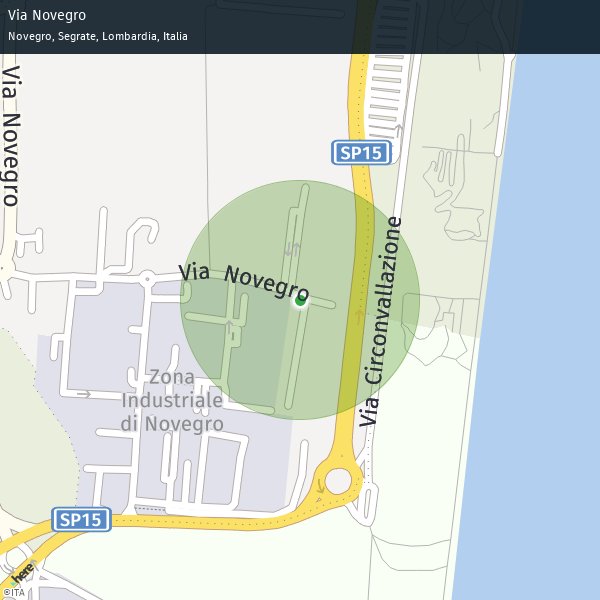 Via Novegro
Novegro, Segrate, Lombardia, Italia
Via Novegro
SP15
Via Novegro
Via Circonvallazione
Zona
Industriale
di Novegro
SP15
here
©ITA